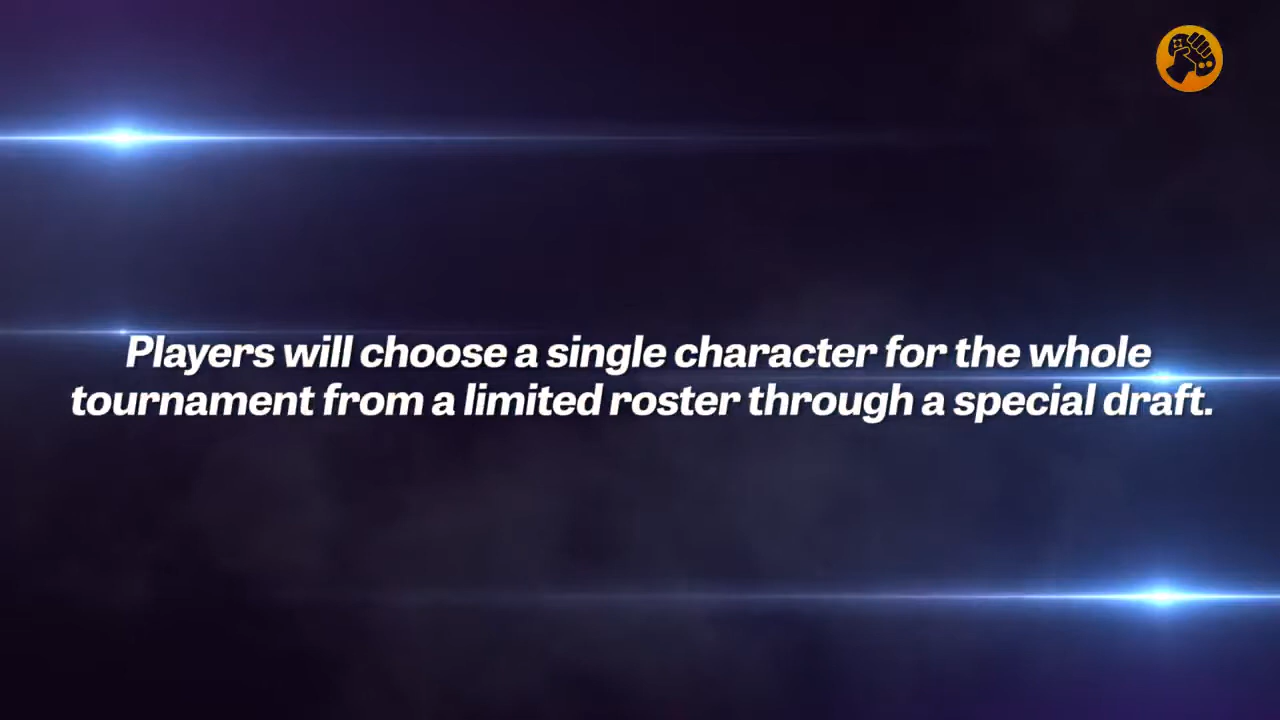 Players will choose a single character for the whole
tournament from a limited roster through a special draft.